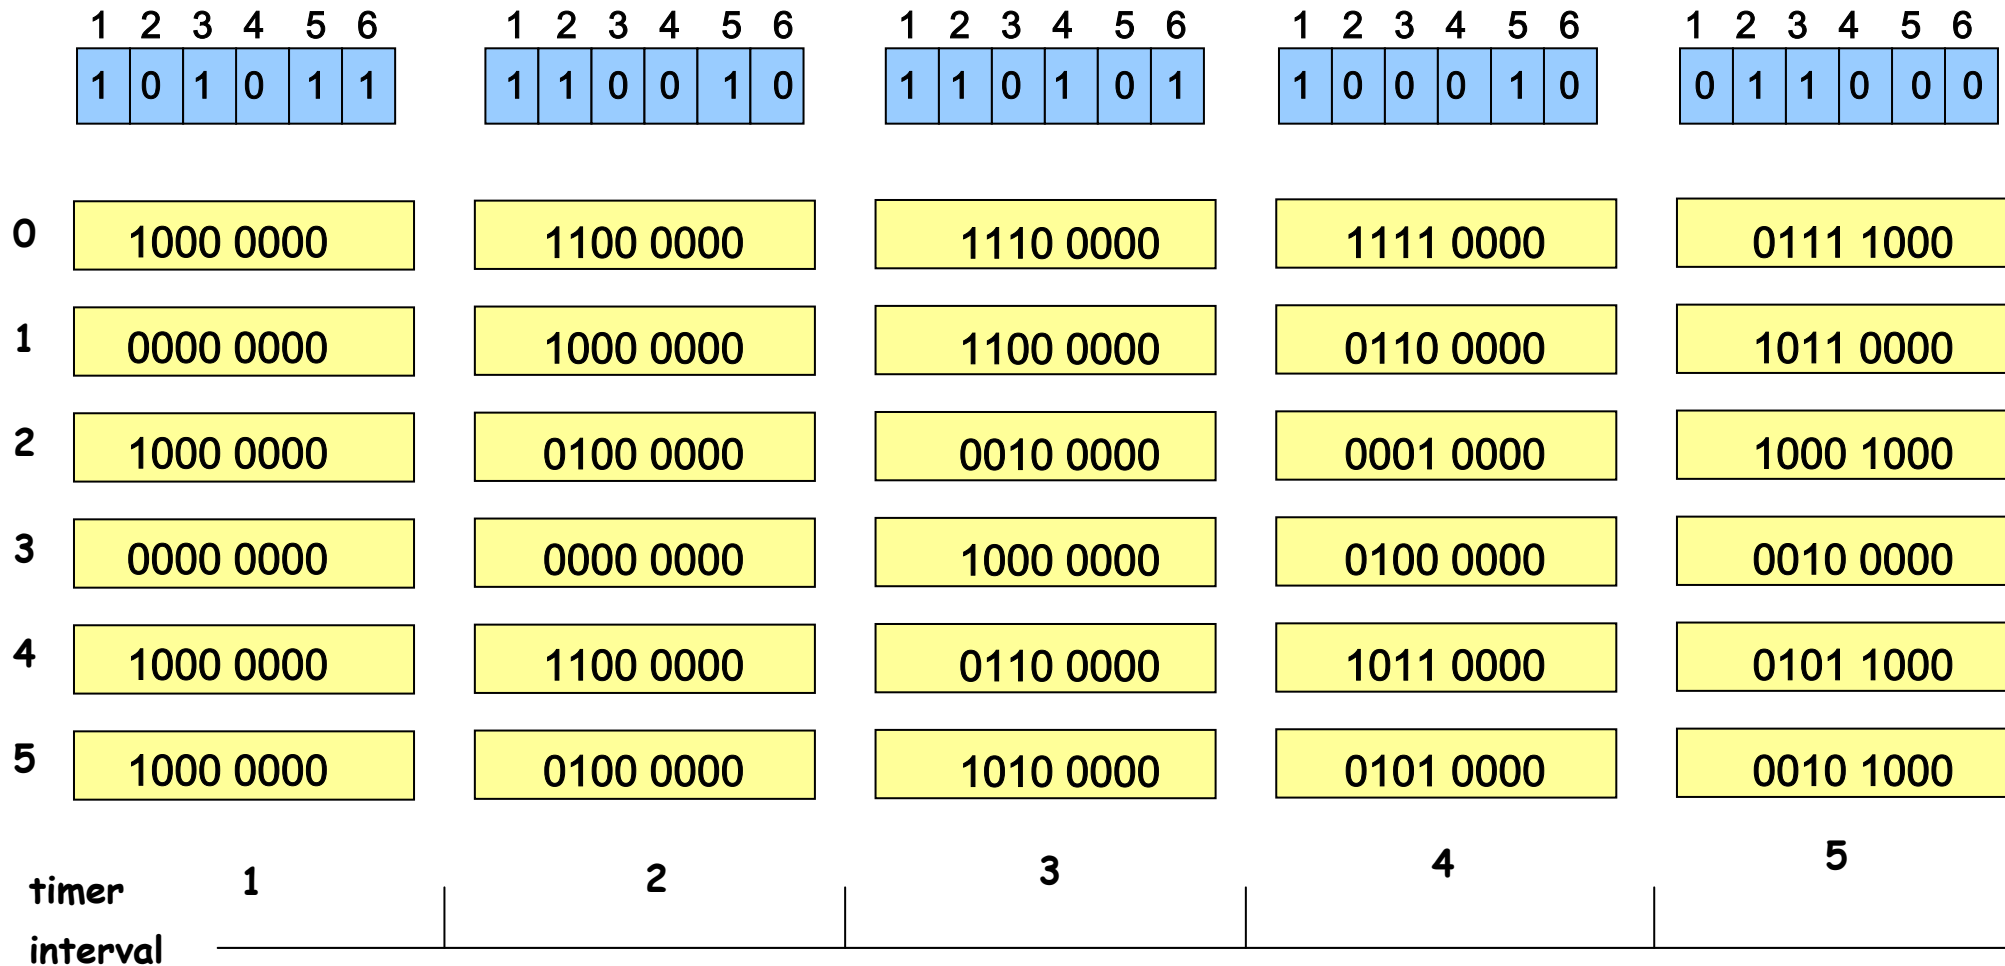 1 2 3 4 5 6 1 2 3 4 5 6 1 2 3 4 5 6 1 2 3 4 5 6 1 2 3 4 5 6
1 0 1 0 1 1 1 1 0 0 1 0 1 1 0 1 0 1 1 0 0 0 1 0 0 1 1 0 0 0
0 1000 0000 1100 0000 1110 0000 1111 0000 0111 1000
1 0000 0000 1000 0000 1100 0000 0110 0000 1011 0000
2 1000 0000 0100 0000 0010 0000 0001 0000 1000 1000
3 0000 0000 0000 0000 1000 0000 0100 0000 0010 0000
4 1000 0000 1100 0000 0110 0000 1011 0000 0101 1000
5 1000 0000 0100 0000 1010 0000 0101 0000 0010 1000
timer 1 2 3 4 5
interval